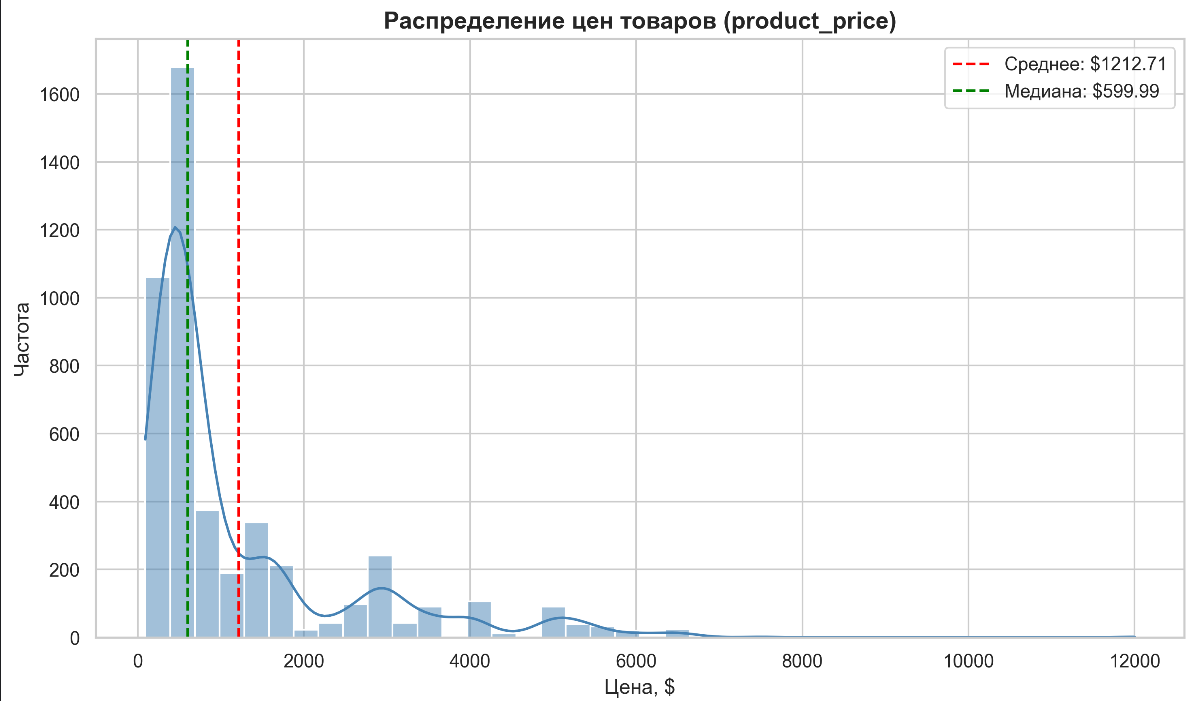 Распределение цен товаров (product_price)
Среднее: $1212.71
Медиана: $599.99
Частота
1600
1400
1200
1000
800
600
400
200
0
0 2000 4000 6000 8000 10000 12000
Цена, $